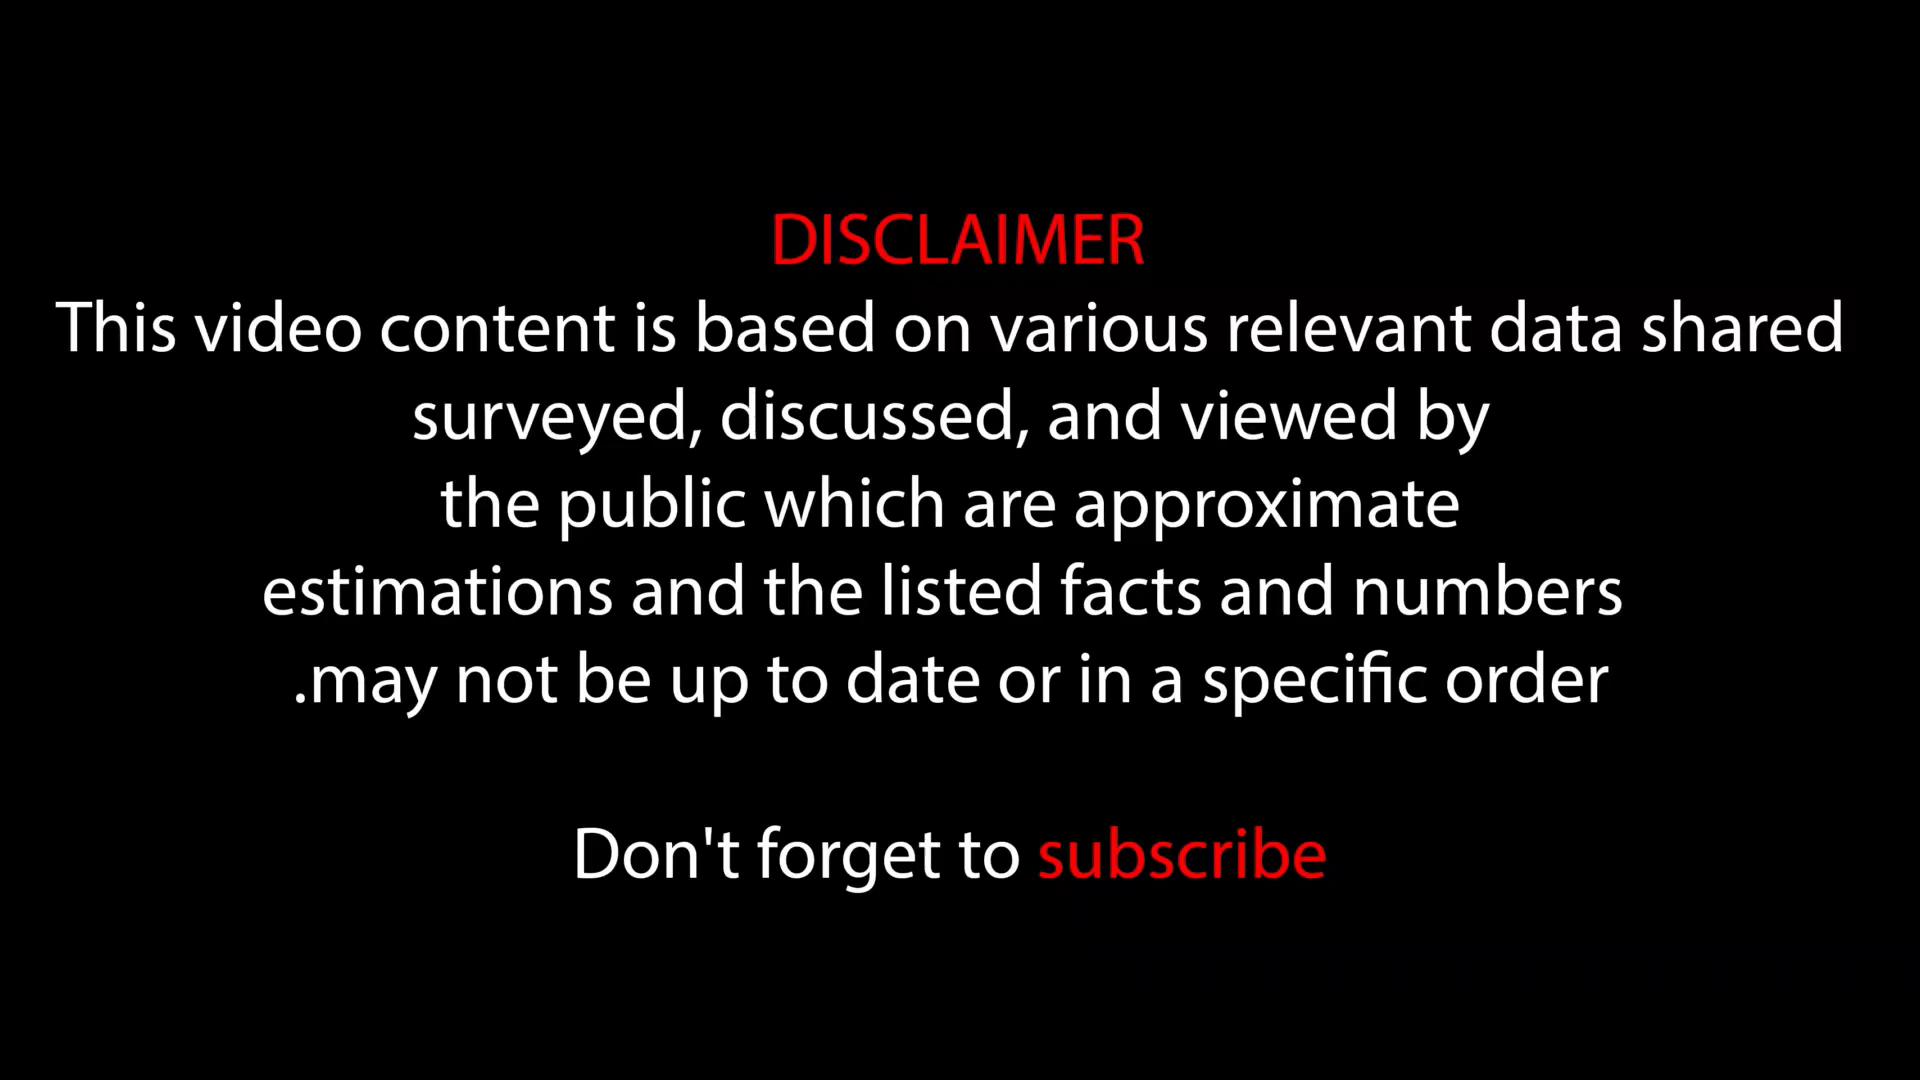 DISCLAIMER
This video content is based on various relevant data shared
surveyed, discussed, and viewed by
the public which are approximate
estimations and the listed facts and numbers
.may not be up to date or in a specific order
Don't forget to subscribe